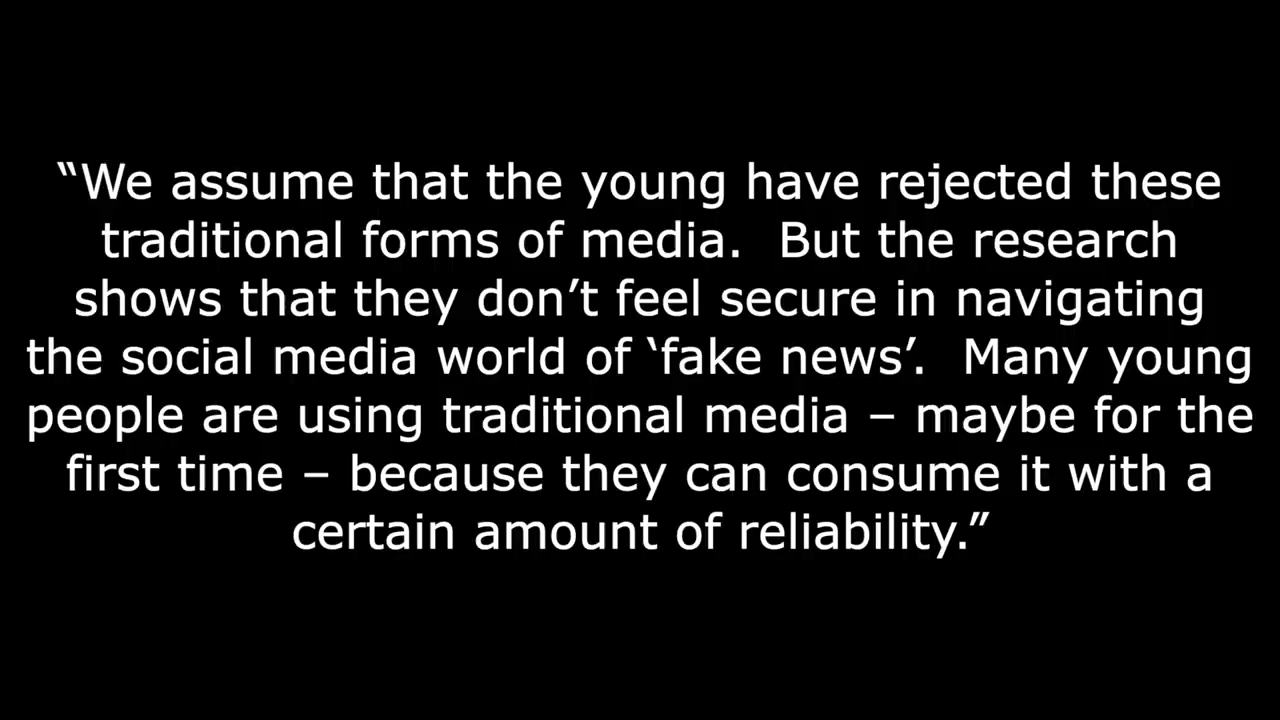 “We assume that the young have rejected these
traditional forms of media.  But the research
shows that they don’t feel secure in navigating
the social media world of ‘fake news’.  Many young
people are using traditional media – maybe for the
first time – because they can consume it with a
certain amount of reliability.”